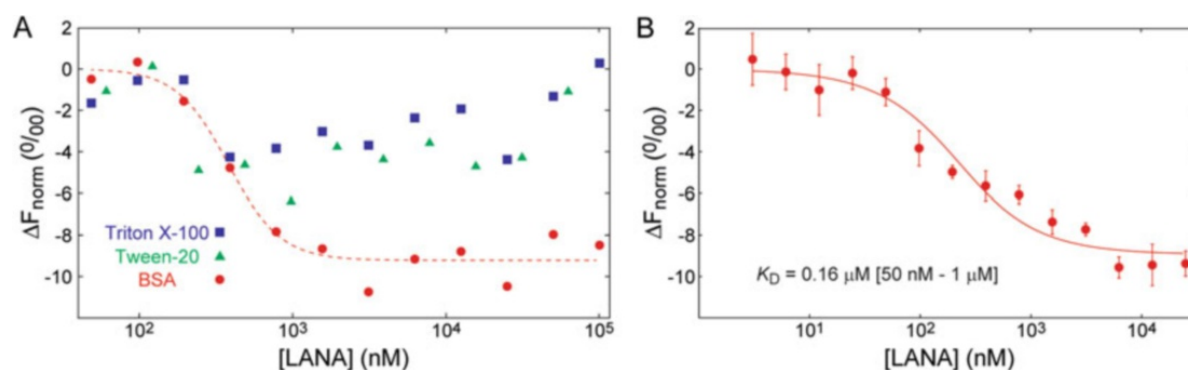 A
2
0
-2
-4
-6
-8
-10
ΔFnorm (0/00)
Triton X-100
Tween-20
BSA
10² 10³ 10⁴ 10⁵
[LANA] (nM)
B
2
0
-2
-4
-6
-8
-10
ΔFnorm (0/00)
KD = 0.16 μM [50 nM - 1 μM]
10¹ 10² 10³ 10⁴
[LANA] (nM)